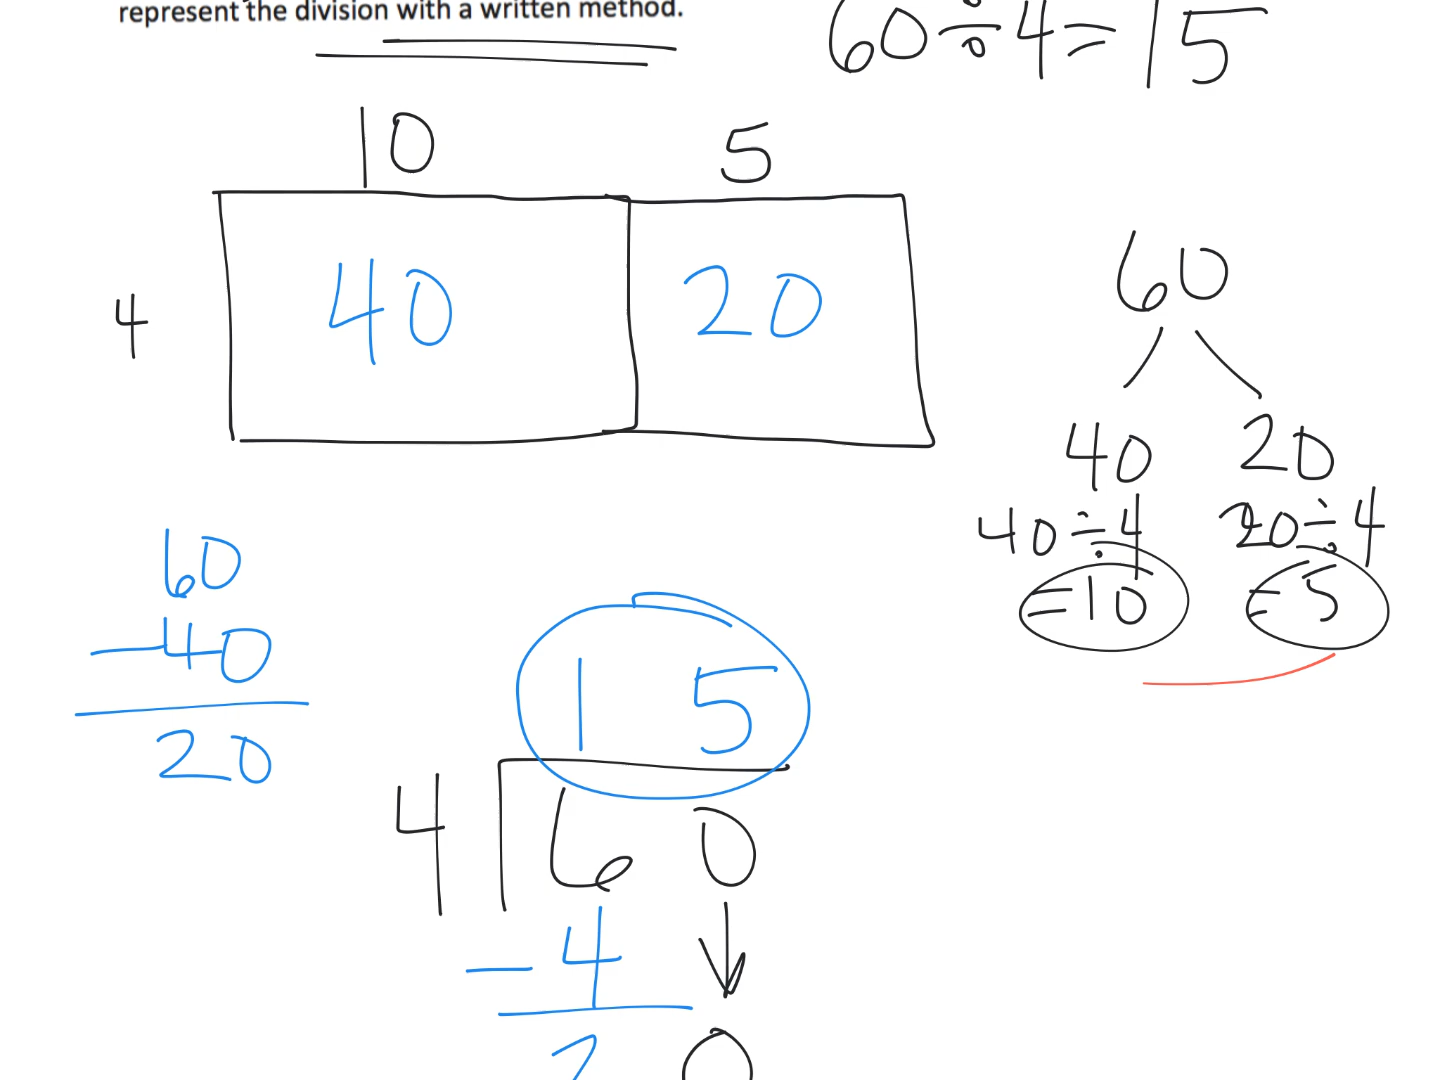 represent the division with a written method.
60 ÷ 4 = 15
10 5
4 40 20
60
40 20
40 ÷ 4 20 ÷ 4
= 10 = 5
60
- 40
20
15
4 60
- 4
20